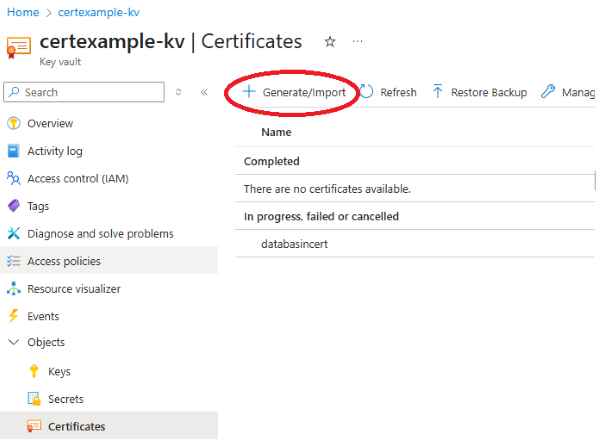 Home > certexample-kv
certexample-kv | Certificates
Key vault
Search
Generate/Import Refresh Restore Backup Manag
Overview
Activity log
Access control (IAM)
Tags
Diagnose and solve problems
Access policies
Resource visualizer
Events
Objects
Keys
Secrets
Certificates
Name
Completed
There are no certificates available.
In progress, failed or cancelled
databasincert